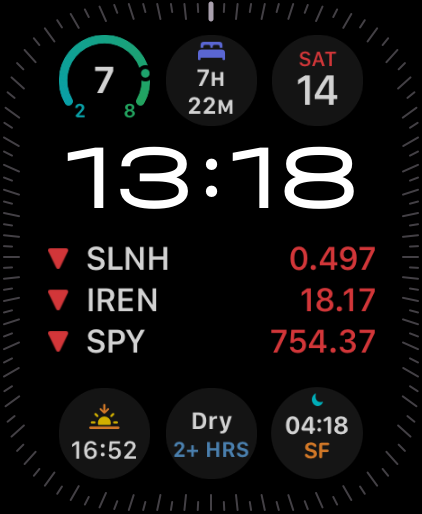 7
2 8
7H
22M
SAT
14
13:18
SLNH 0.497
IREN 18.17
SPY 754.37
16:52
Dry
2+ HRS
04:18
SF